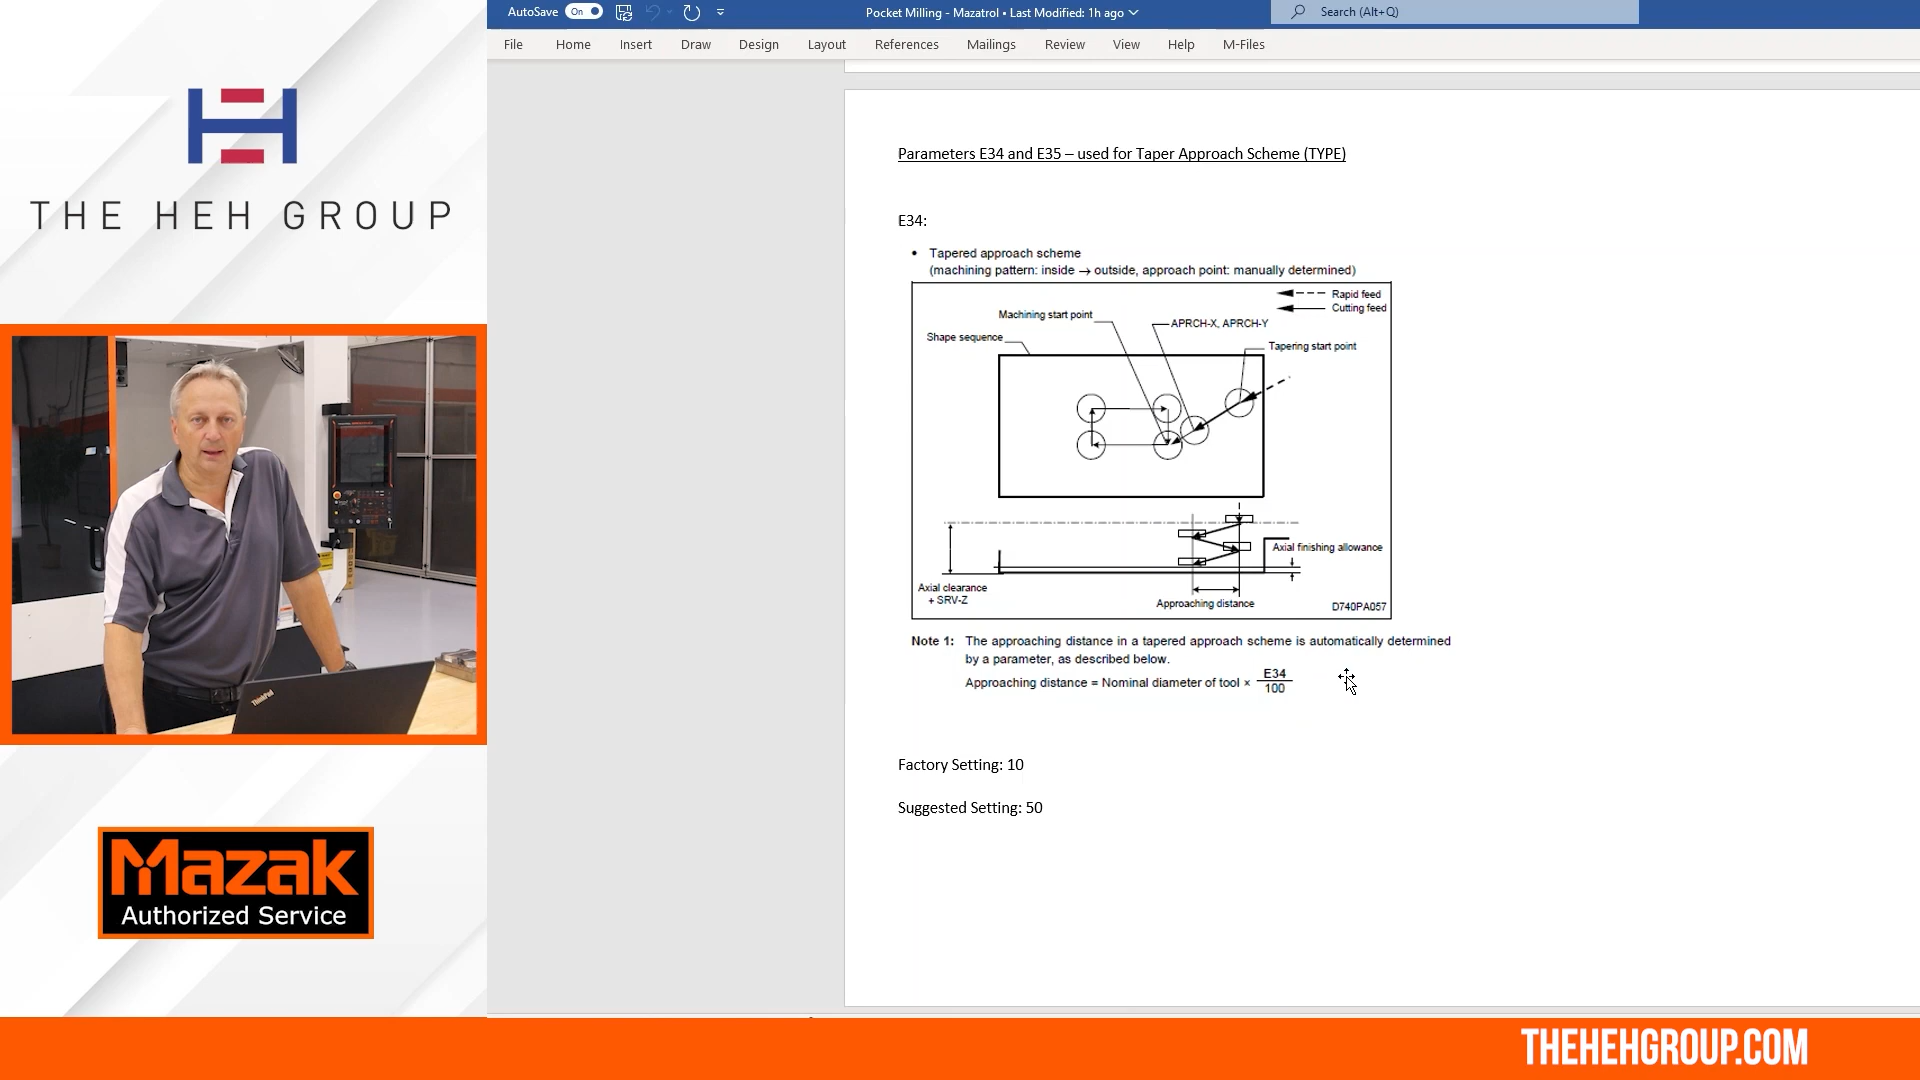 THE HEH GROUP
ThinkPad
Mazak
Authorized Service
AutoSave On
Pocket Milling - Mazatrol • Last Modified: 1h ago
Search (Alt+Q)
File Home Insert Draw Design Layout References Mailings Review View Help M-Files
Parameters E34 and E35 – used for Taper Approach Scheme (TYPE)
E34:
• Tapered approach scheme
(machining pattern: inside → outside, approach point: manually determined)
Rapid feed
Cutting feed
Machining start point
APRCH-X, APRCH-Y
Shape sequence
Tapering start point
Axial finishing allowance
Axial clearance
+ SRV-Z
Approaching distance
D740PA057
Note 1: The approaching distance in a tapered approach scheme is automatically determined
by a parameter, as described below.
Approaching distance = Nominal diameter of tool × E34
100
Factory Setting: 10
Suggested Setting: 50
THEHEHGROUP.COM